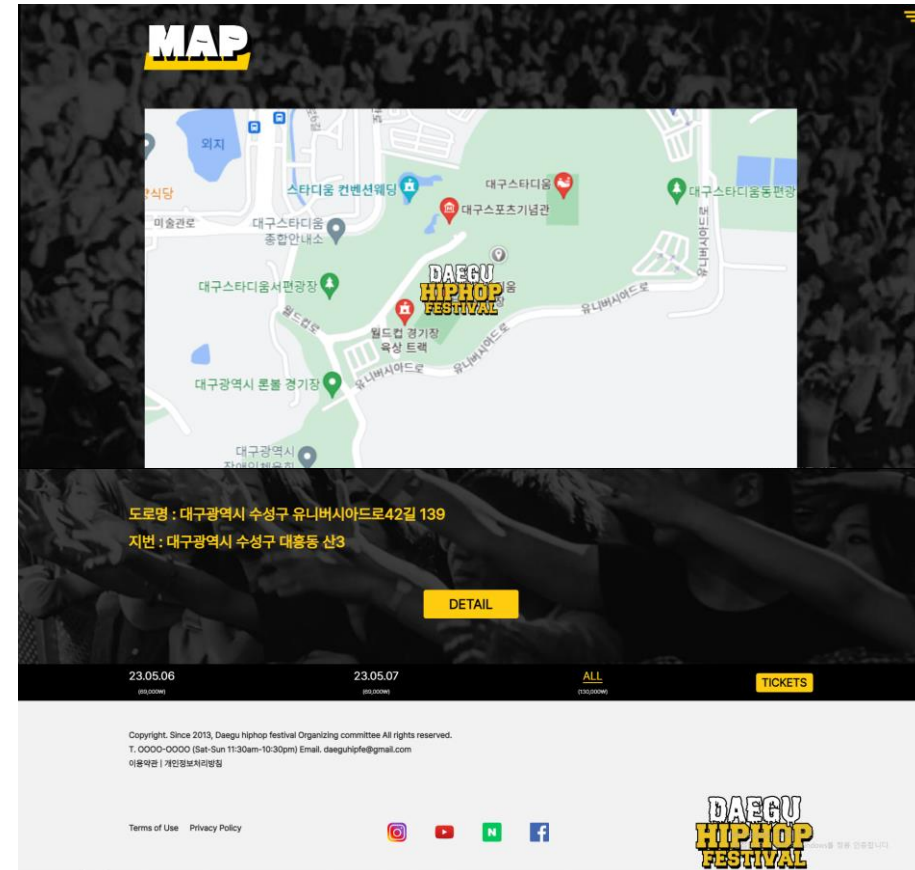 MAP
외지
스타디움 컨벤션웨딩
대구스타디움
대구스타디움동편광
미술관로
대구스타디움
종합안내소
대구스포츠기념관
유니버시아드로
대구스타디움서편광장
DAEGU
HIPHOP
FESTIVAL
월드컵로
월드컵 경기장
육상 트랙
유니버시아드로
유니버시아드로
유니버시아드로
대구광역시 론볼 경기장
대구광역시
도로명 : 대구광역시 수성구 유니버시아드로42길 139
지번 : 대구광역시 수성구 대흥동 산3
DETAIL
23.05.06
23.05.07
ALL
TICKETS
(69,000₩)
(69,000₩)
(130,000₩)
Copyright. Since 2013, Daegu hiphop festival Organizing committee All rights reserved.
T. OOOO-OOOO (Sat-Sun 11:30am-10:30pm) Email. daeguhipfe@gmail.com
이용약관 | 개인정보처리방침
Terms of Use Privacy Policy
DAEGU
HIPHOP
FESTIVAL